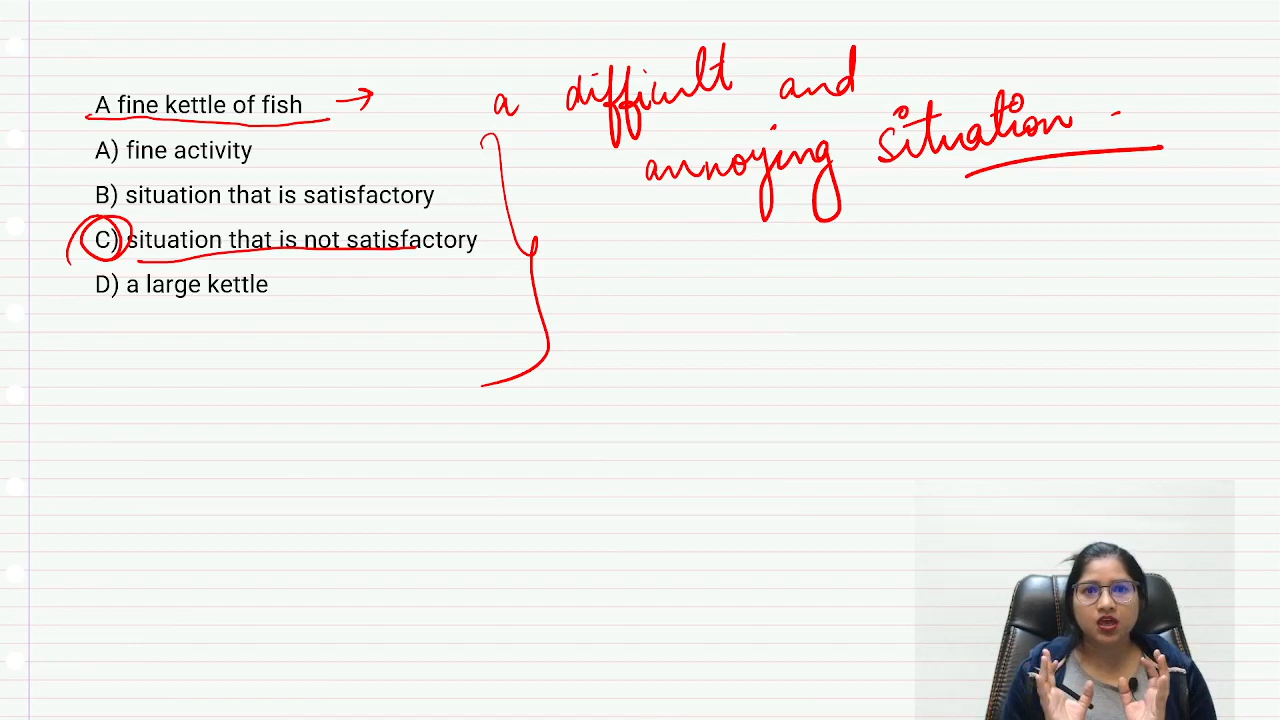 A fine kettle of fish → a difficult and
annoying situation.
A) fine activity
B) situation that is satisfactory
C) situation that is not satisfactory
D) a large kettle